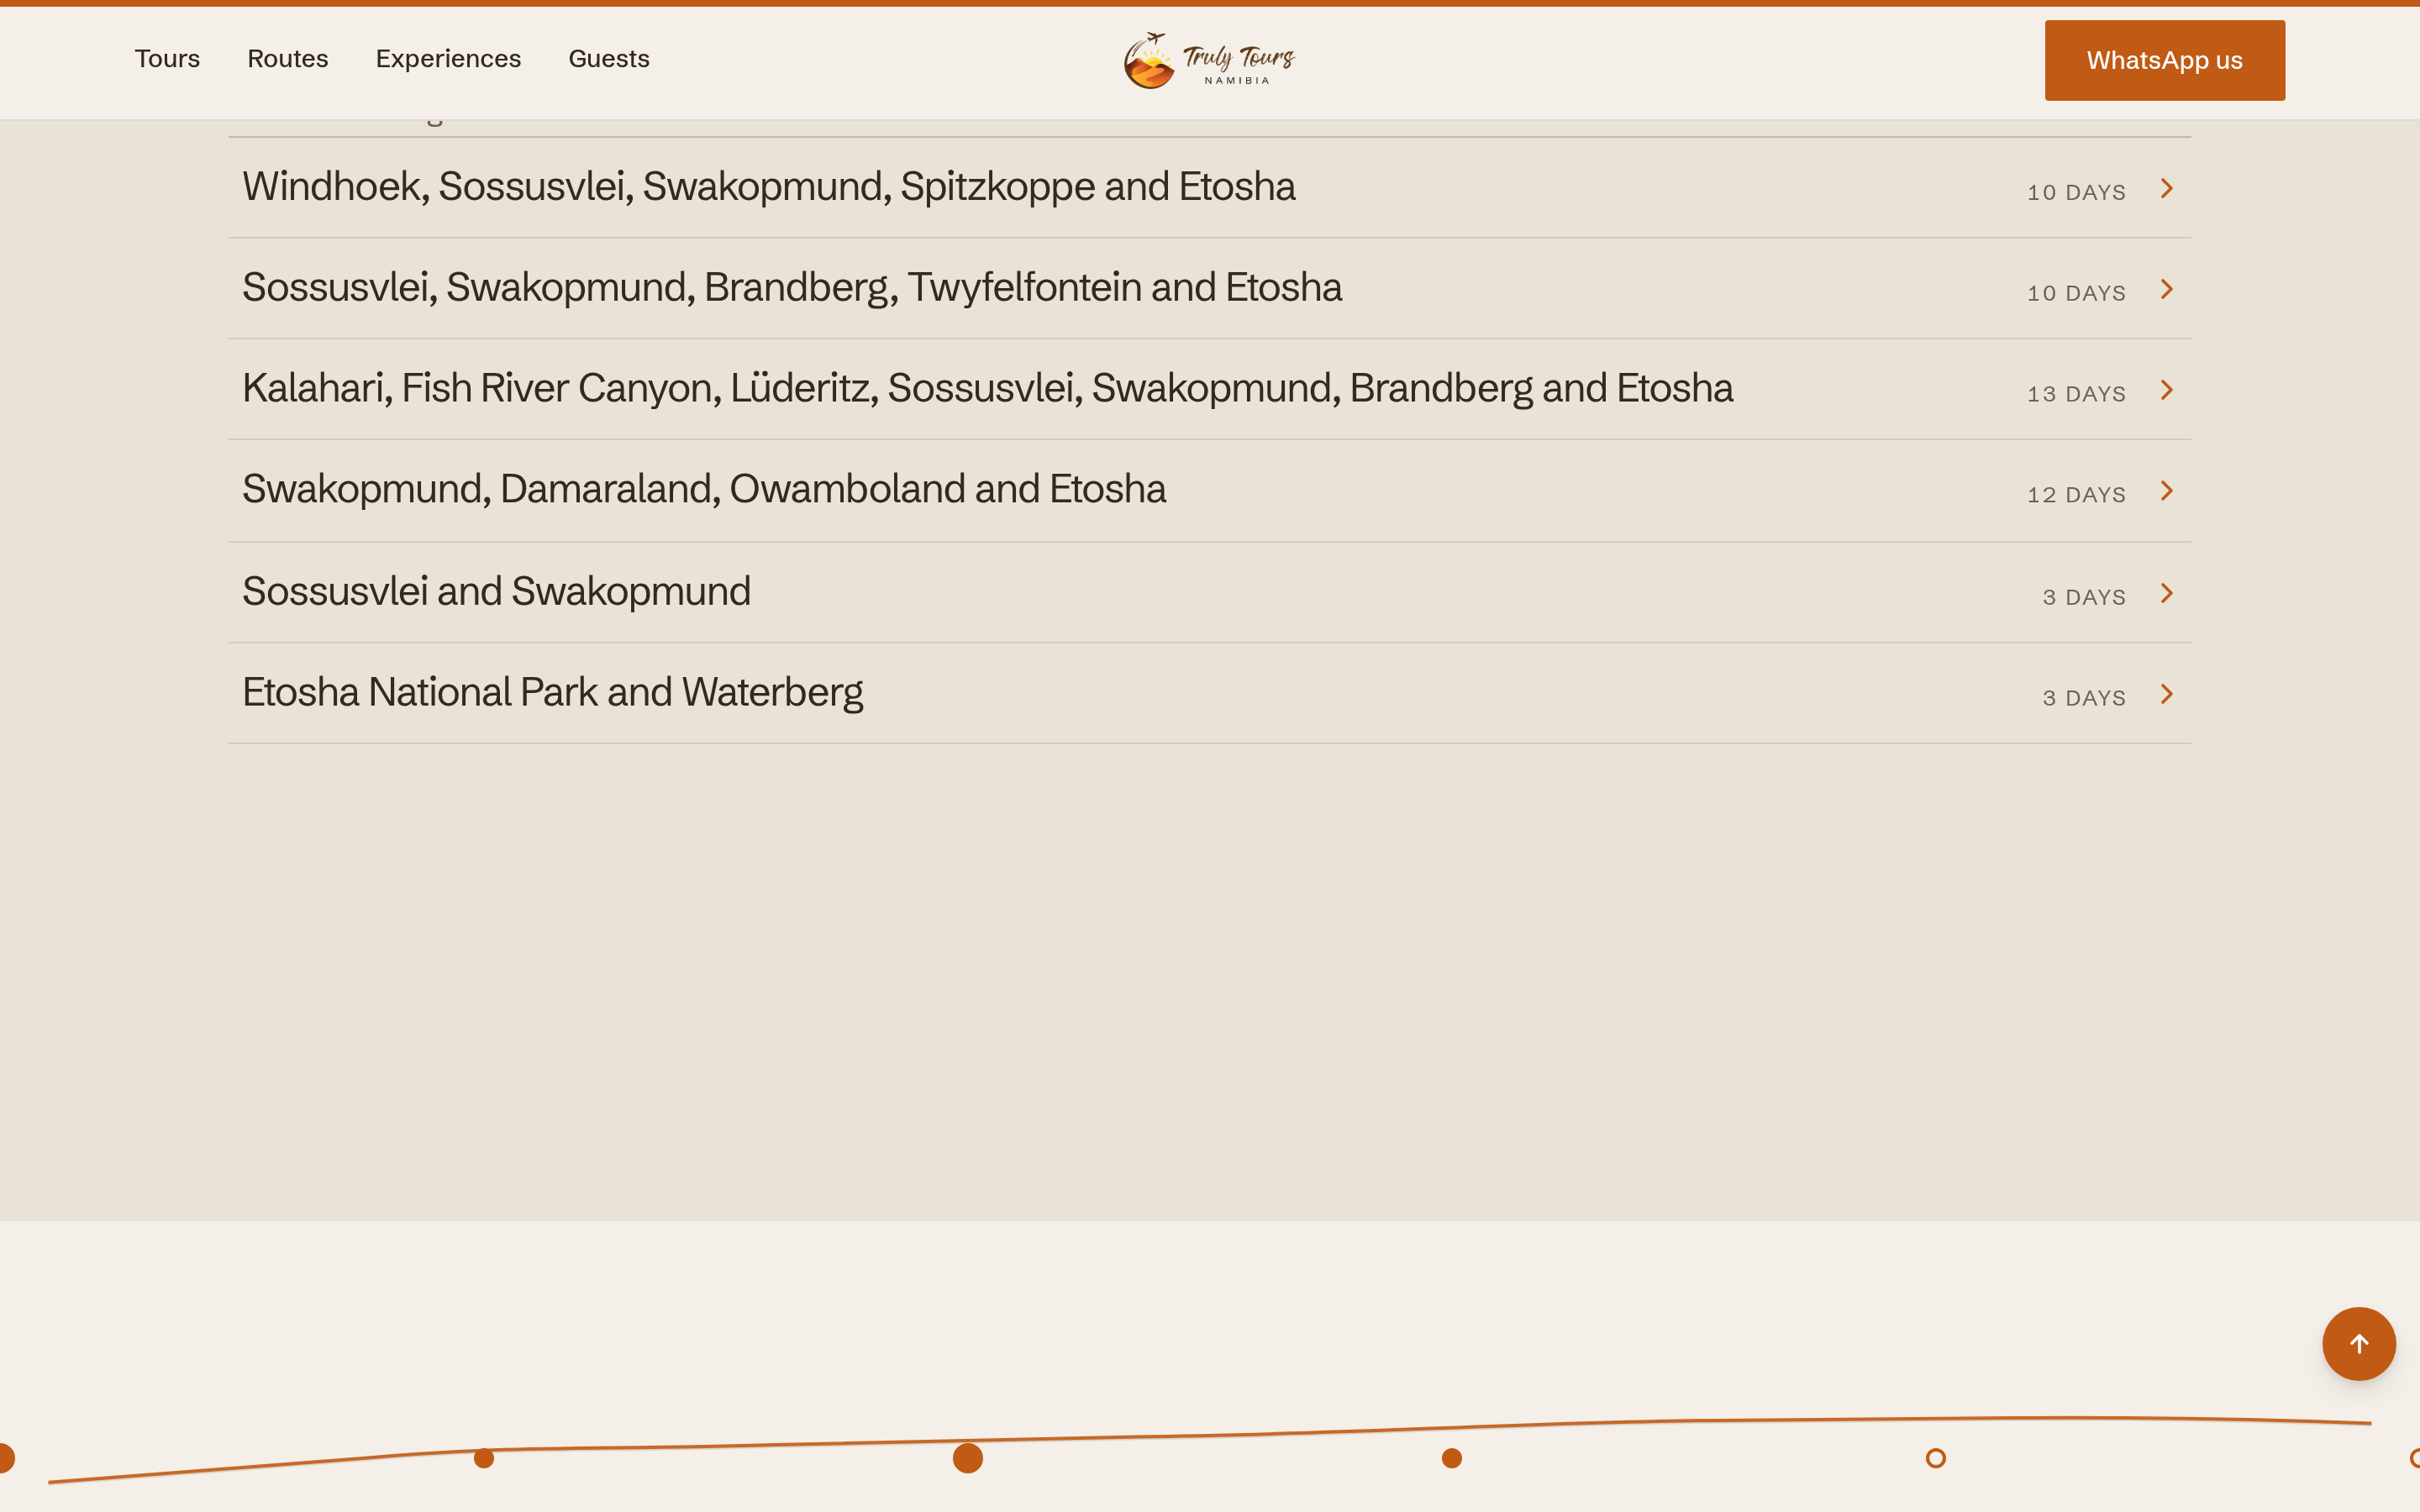 Tours Routes Experiences Guests
Truly Tours
NAMIBIA
WhatsApp us
Windhoek, Sossusvlei, Swakopmund, Spitzkoppe and Etosha 10 DAYS
Sossusvlei, Swakopmund, Brandberg, Twyfelfontein and Etosha 10 DAYS
Kalahari, Fish River Canyon, Lüderitz, Sossusvlei, Swakopmund, Brandberg and Etosha 13 DAYS
Swakopmund, Damaraland, Owamboland and Etosha 12 DAYS
Sossusvlei and Swakopmund 3 DAYS
Etosha National Park and Waterberg 3 DAYS